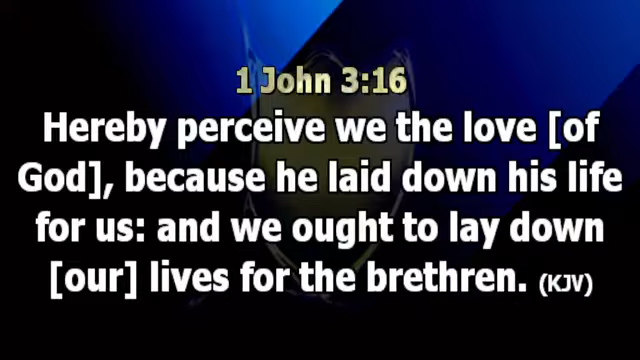 1 John 3:16
Hereby perceive we the love [of
God], because he laid down his life
for us: and we ought to lay down
[our] lives for the brethren. (KJV)